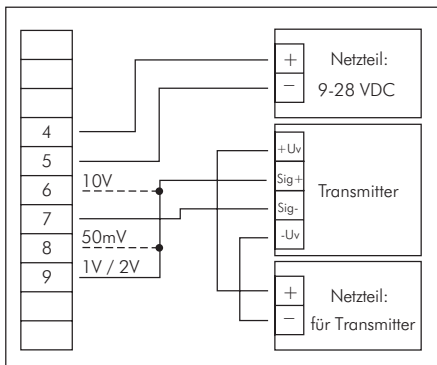 4
5
6
7
8
9
10V
50mV
1V / 2V
+
−
Netzteil:
9-28 VDC
+Uv
Sig+
Sig-
-Uv
Transmitter
+
−
Netzteil:
für Transmitter